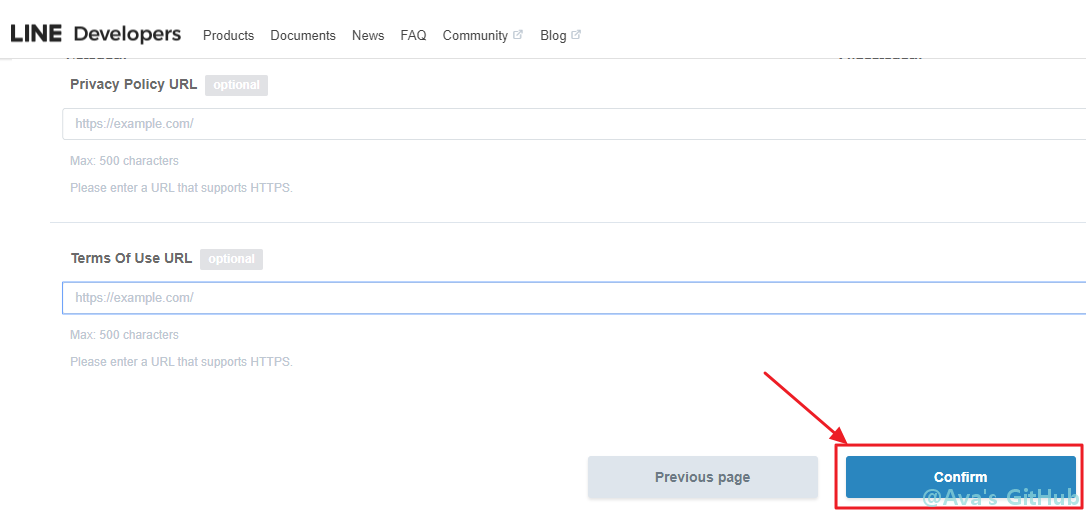 LINE Developers Products Documents News FAQ Community Blog
Privacy Policy URL optional
https://example.com/
Max: 500 characters
Please enter a URL that supports HTTPS.
Terms Of Use URL optional
https://example.com/
Max: 500 characters
Please enter a URL that supports HTTPS.
Previous page Confirm
@Ava's GitHub